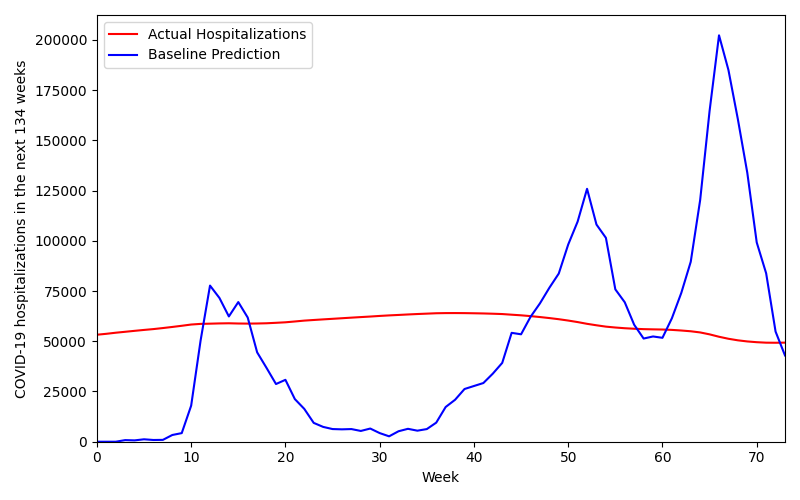 Actual Hospitalizations
Baseline Prediction
COVID-19 hospitalizations in the next 134 weeks
200000
175000
150000
125000
100000
75000
50000
25000
0
0 10 20 30 40 50 60 70
Week